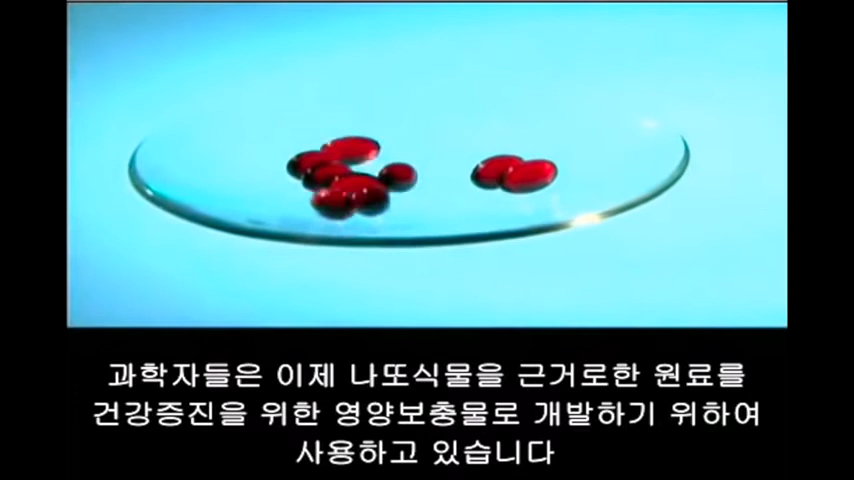 과학자들은 이제 나또식물을 근거로한 원료를
건강증진을 위한 영양보충물로 개발하기 위하여
사용하고 있습니다